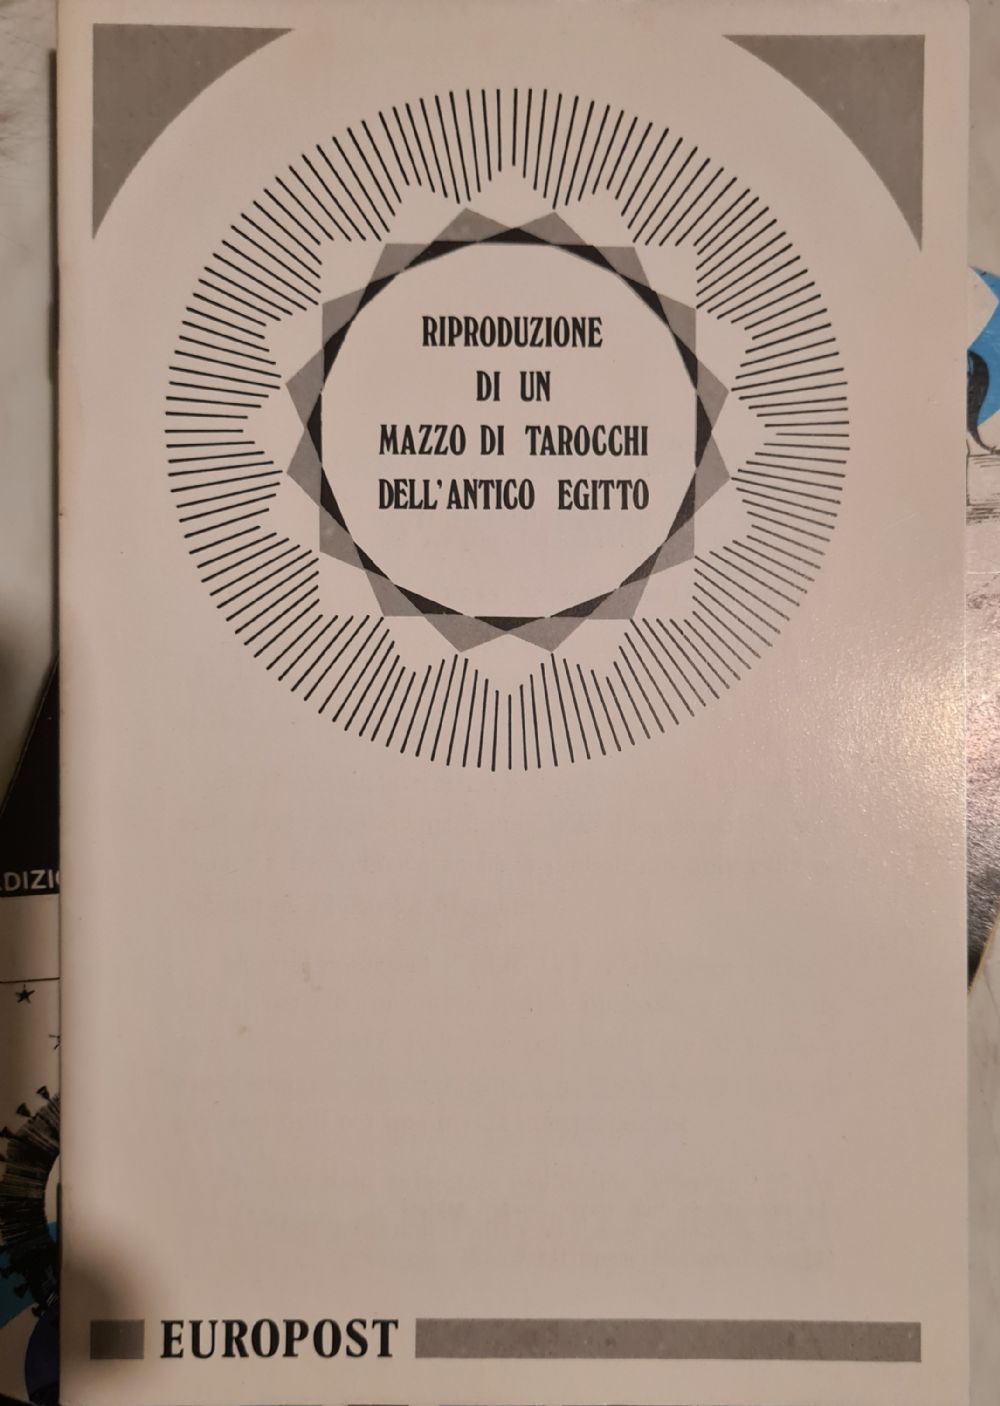 RIPRODUZIONE
DI UN
MAZZO DI TAROCCHI
DELL'ANTICO EGITTO
EUROPOST